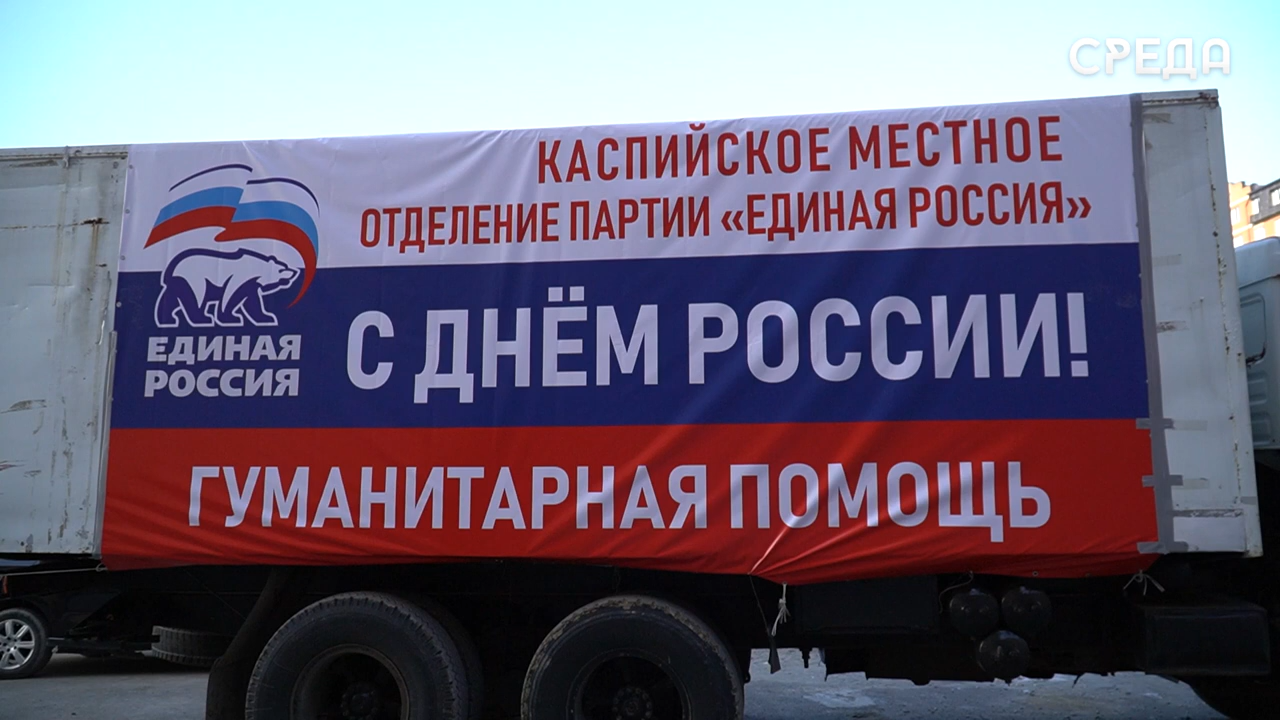 СРЕДА
КАСПИЙСКОЕ МЕСТНОЕ
ОТДЕЛЕНИЕ ПАРТИИ «ЕДИНАЯ РОССИЯ»
ЕДИНАЯ
РОССИЯ
С ДНЁМ РОССИИ!
ГУМАНИТАРНАЯ ПОМОЩЬ